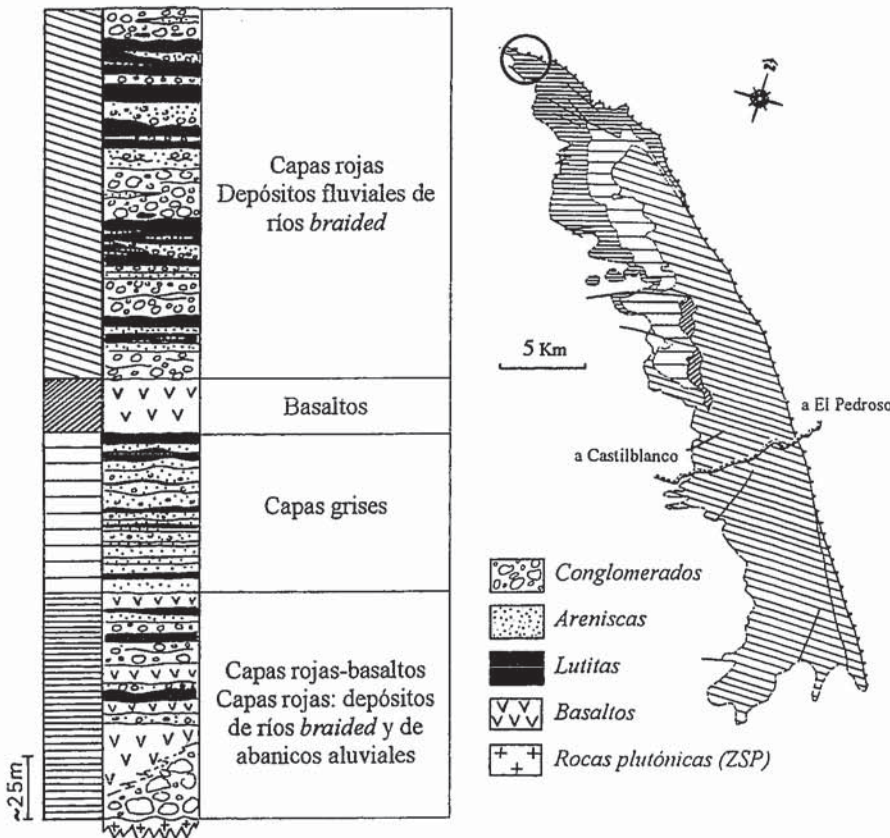 Capas rojas
Depósitos fluviales de
ríos braided
Basaltos
Capas grises
Capas rojas-basaltos
Capas rojas: depósitos
de ríos braided y de
abanicos aluviales
~25m
N
5 Km
a El Pedroso
a Castilblanco
Conglomerados
Areniscas
Lutitas
Basaltos
Rocas plutónicas (ZSP)